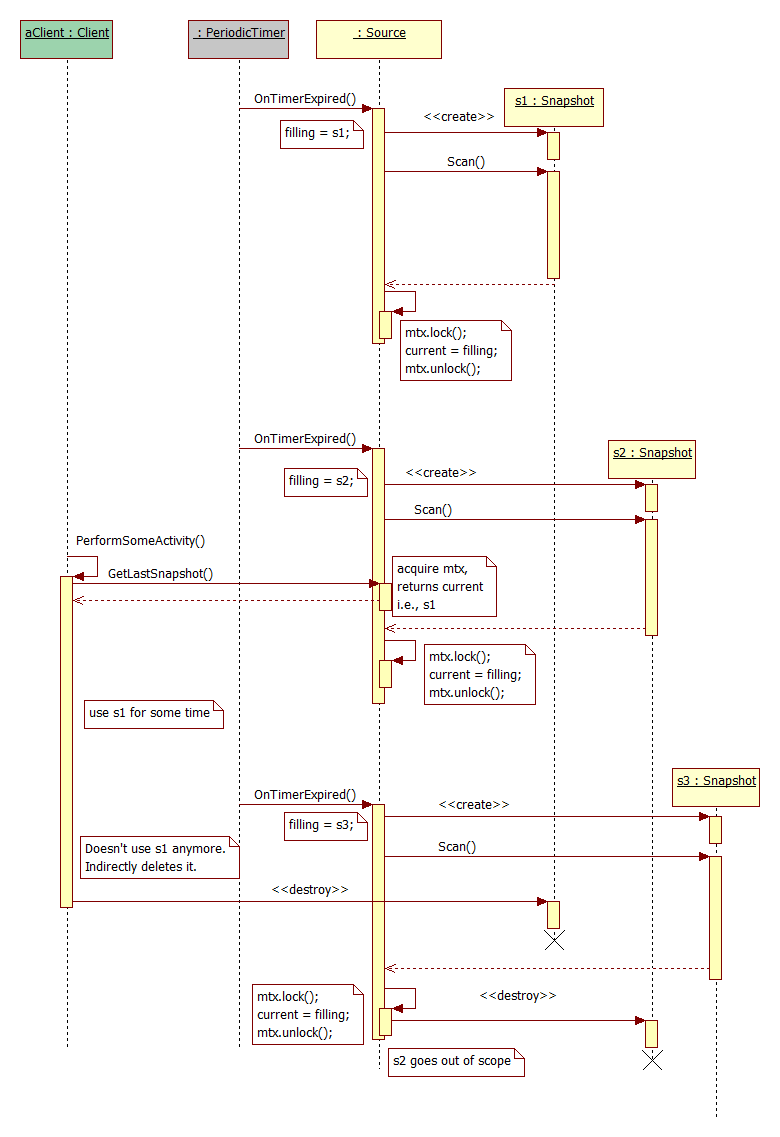 aClient : Client
: PeriodicTimer
: Source
s1 : Snapshot
OnTimerExpired()
<<create>>
filling = s1;
Scan()
mtx.lock();
current = filling;
mtx.unlock();
OnTimerExpired()
s2 : Snapshot
<<create>>
filling = s2;
Scan()
PerformSomeActivity()
GetLastSnapshot()
acquire mtx,
returns current
i.e., s1
mtx.lock();
current = filling;
mtx.unlock();
use s1 for some time
s3 : Snapshot
OnTimerExpired()
<<create>>
filling = s3;
Scan()
Doesn't use s1 anymore.
Indirectly deletes it.
<<destroy>>
mtx.lock();
current = filling;
mtx.unlock();
<<destroy>>
s2 goes out of scope